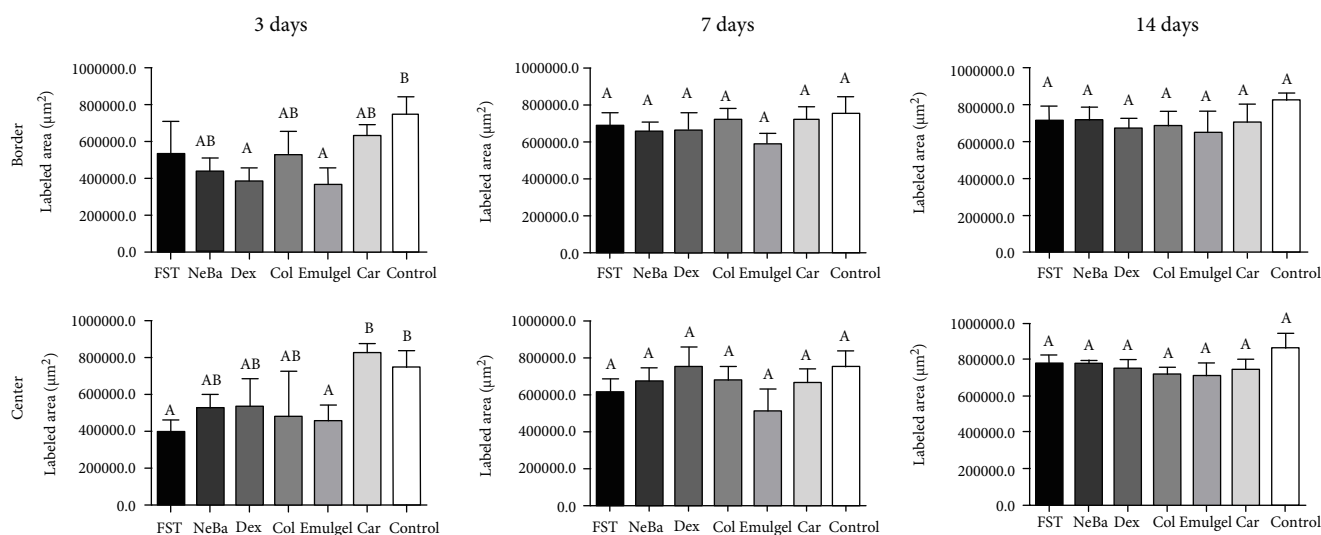 3 days
7 days
14 days
Border
Labeled area (µm²)
1000000.0
800000.0
600000.0
400000.0
200000.0
0.0
AB
A
AB
A
AB
B
FST NeBa Dex Col Emulgel Car Control
Labeled area (µm²)
1000000.0
800000.0
600000.0
400000.0
200000.0
0.0
A
A
A
A
A
A
A
FST NeBa Dex Col Emulgel Car Control
Labeled area (µm²)
1000000.0
800000.0
600000.0
400000.0
200000.0
0.0
A
A
A
A
A
A
A
FST NeBa Dex Col Emulgel Car Control
Center
Labeled area (µm²)
1000000.0
800000.0
600000.0
400000.0
200000.0
0.0
A
AB
AB
AB
A
B
B
FST NeBa Dex Col Emulgel Car Control
Labeled area (µm²)
1000000.0
800000.0
600000.0
400000.0
200000.0
0.0
A
A
A
A
A
A
A
FST NeBa Dex Col Emulgel Car Control
Labeled area (µm²)
1000000.0
800000.0
600000.0
400000.0
200000.0
0.0
A
A
A
A
A
A
A
FST NeBa Dex Col Emulgel Car Control